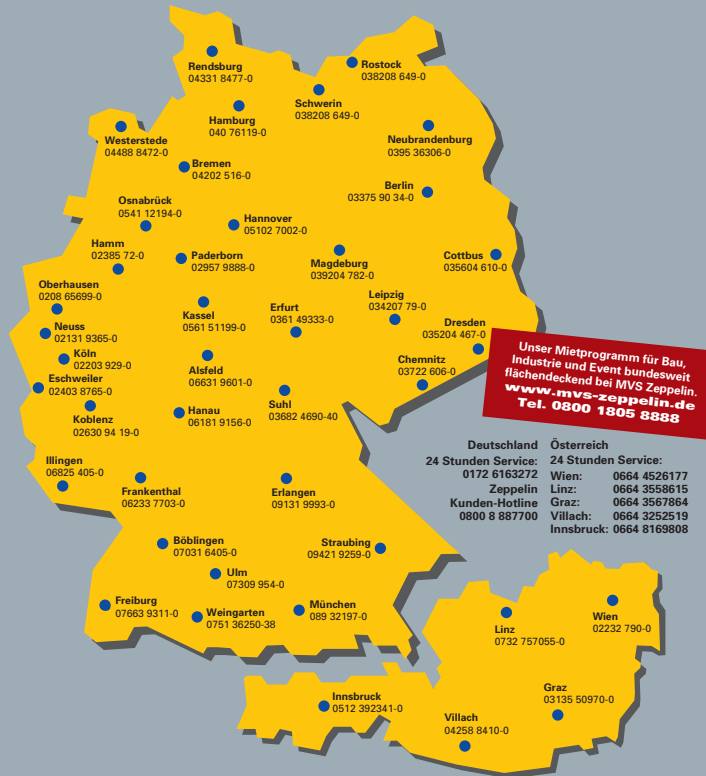 Rendsburg
04331 8477-0
Rostock
038208 649-0
Schwerin
038208 649-0
Hamburg
040 76119-0
Westerstede
04488 8472-0
Neubrandenburg
0395 36306-0
Bremen
04202 516-0
Berlin
03375 90 34-0
Osnabrück
0541 12194-0
Hannover
05102 7002-0
Hamm
02385 72-0
Paderborn
02957 9888-0
Magdeburg
039204 782-0
Cottbus
035604 610-0
Oberhausen
0208 65699-0
Kassel
0561 51199-0
Erfurt
0361 49333-0
Leipzig
034207 79-0
Neuss
02131 9365-0
Dresden
035204 467-0
Köln
02203 929-0
Alsfeld
06631 9601-0
Chemnitz
03722 606-0
Eschweiler
02403 8765-0
Suhl
03682 4690-40
Koblenz
02630 94 19-0
Hanau
06181 9156-0
Unser Mietprogramm für Bau,
Industrie und Event bundesweit
flächendeckend bei MVS Zeppelin.
www.mvs-zeppelin.de
Tel. 0800 1805 8888
Illingen
06825 405-0
Frankenthal
06233 7703-0
Erlangen
09131 9993-0
Deutschland
24 Stunden Service:
0172 6163272
Zeppelin
Kunden-Hotline
0800 8 887700
Österreich
24 Stunden Service:
Wien: 0664 4526177
Linz: 0664 3558615
Graz: 0664 3567864
Villach: 0664 3252519
Innsbruck: 0664 8169808
Böblingen
07031 6405-0
Straubing
09421 9259-0
Ulm
07309 954-0
Freiburg
07663 9311-0
Weingarten
0751 36250-38
München
089 32197-0
Linz
0732 757055-0
Wien
02232 790-0
Innsbruck
0512 392341-0
Graz
03135 50970-0
Villach
04258 8410-0